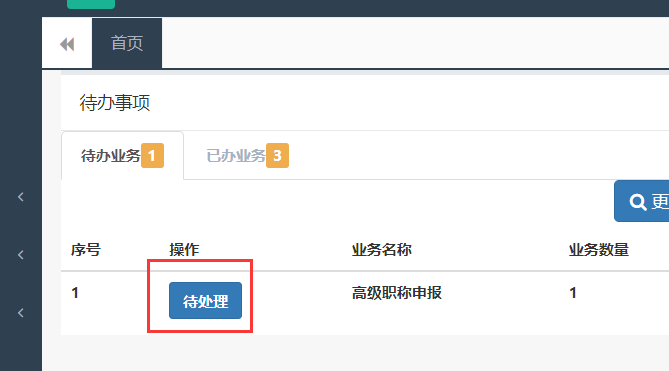 首页
待办事项
待办业务 1 已办业务 3
更
序号 操作 业务名称 业务数量
1 待处理 高级职称申报 1